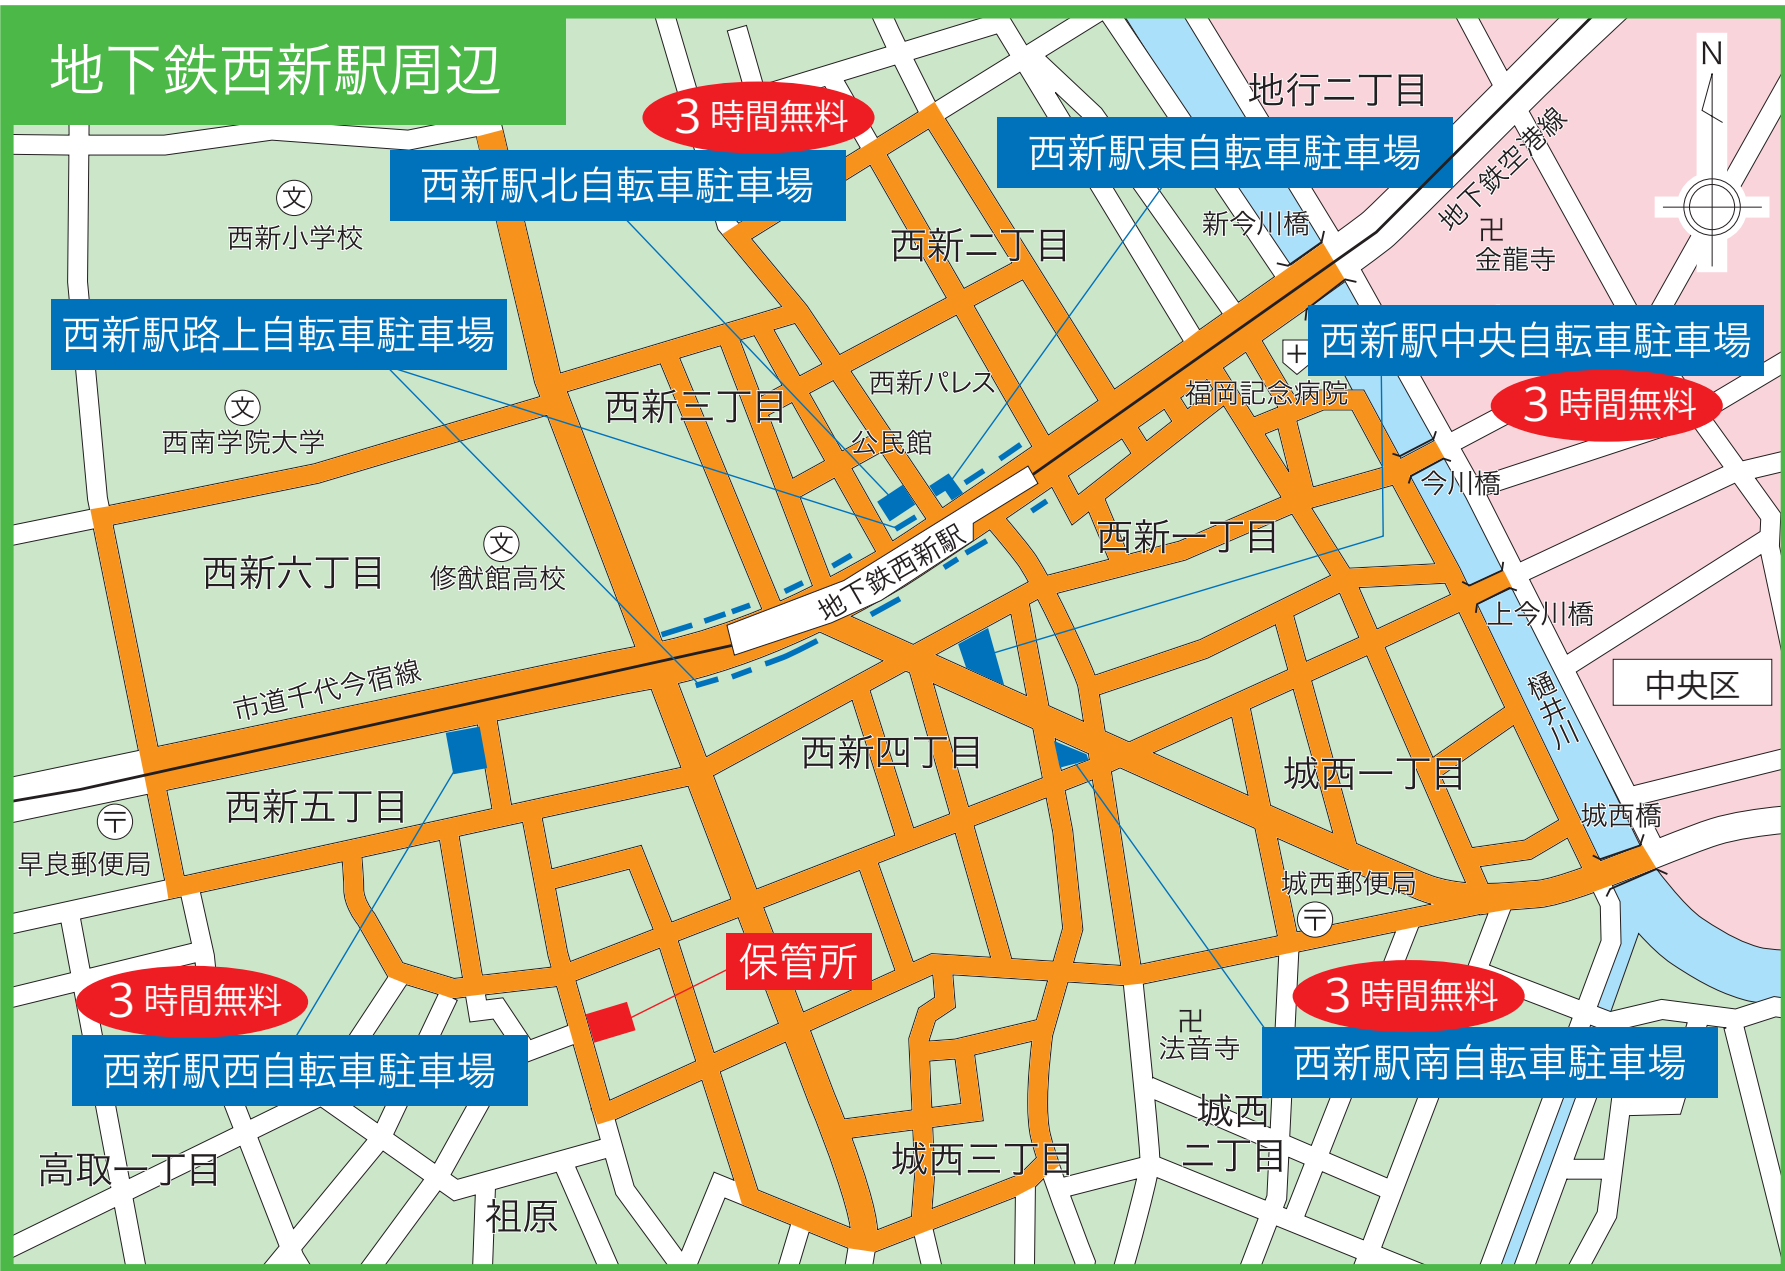 地下鉄西新駅周辺
N
地行二丁目
3時間無料
西新駅東自転車駐車場
地下鉄空港線
西新駅北自転車駐車場
文
西新小学校
新今川橋
卍
金龍寺
西新二丁目
西新駅路上自転車駐車場
西新駅中央自転車駐車場
3時間無料
福岡記念病院
西新パレス
西新三丁目
文
西南学院大学
公民館
今川橋
西新一丁目
文
修猷館高校
西新六丁目
地下鉄西新駅
上今川橋
中央区
樋井川
市道千代今宿線
西新四丁目
城西一丁目
西新五丁目
〒
早良郵便局
城西橋
城西郵便局
〒
保管所
3時間無料
西新駅西自転車駐車場
3時間無料
西新駅南自転車駐車場
卍
法音寺
城西
二丁目
城西三丁目
高取一丁目
祖原